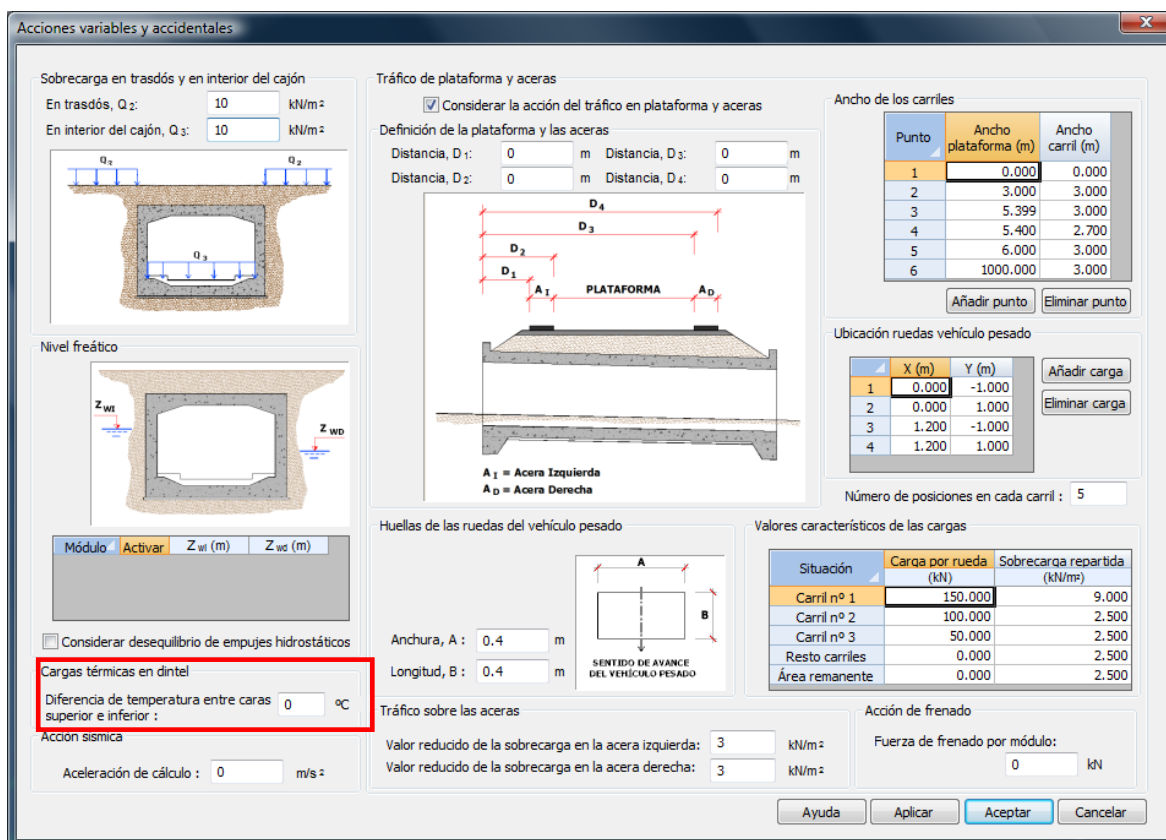 Acciones variables y accidentales
Sobrecarga en trasdós y en interior del cajón
En trasdós, Q2: 10 kN/m²
En interior del cajón, Q3: 10 kN/m²
Q2 Q2
Q3
Nivel freático
Z WI
Z WD
Módulo Activar Z wi (m) Z wd (m)
Considerar desequilibrio de empujes hidrostáticos
Cargas térmicas en dintel
Diferencia de temperatura entre caras
superior e inferior : 0 ºC
Acción sísmica
Aceleración de cálculo : 0 m/s²
Tráfico de plataforma y aceras
Considerar la acción del tráfico en plataforma y aceras
Definición de la plataforma y las aceras
Distancia, D1: 0 m Distancia, D3: 0 m
Distancia, D2: 0 m Distancia, D4: 0 m
D4
D3
D2
D1
A I PLATAFORMA A D
A I = Acera Izquierda
A D = Acera Derecha
Huellas de las ruedas del vehículo pesado
Anchura, A : 0.4 m
Longitud, B : 0.4 m
A
B
SENTIDO DE AVANCE
DEL VEHÍCULO PESADO
Tráfico sobre las aceras
Valor reducido de la sobrecarga en la acera izquierda: 3 kN/m²
Valor reducido de la sobrecarga en la acera derecha: 3 kN/m²
Ancho de los carriles
Punto Ancho plataforma (m) Ancho carril (m)
1 0.000 0.000
2 3.000 3.000
3 5.399 3.000
4 5.400 2.700
5 6.000 3.000
6 1000.000 3.000
Añadir punto Eliminar punto
Ubicación ruedas vehículo pesado
X (m) Y (m)
1 0.000 -1.000
2 0.000 1.000
3 1.200 -1.000
4 1.200 1.000
Añadir carga
Eliminar carga
Número de posiciones en cada carril : 5
Valores característicos de las cargas
Situación Carga por rueda (kN) Sobrecarga repartida (kN/m²)
Carril nº 1 150.000 9.000
Carril nº 2 100.000 2.500
Carril nº 3 50.000 2.500
Resto carriles 0.000 2.500
Área remanente 0.000 2.500
Acción de frenado
Fuerza de frenado por módulo:
0 kN
Ayuda Aplicar Aceptar Cancelar